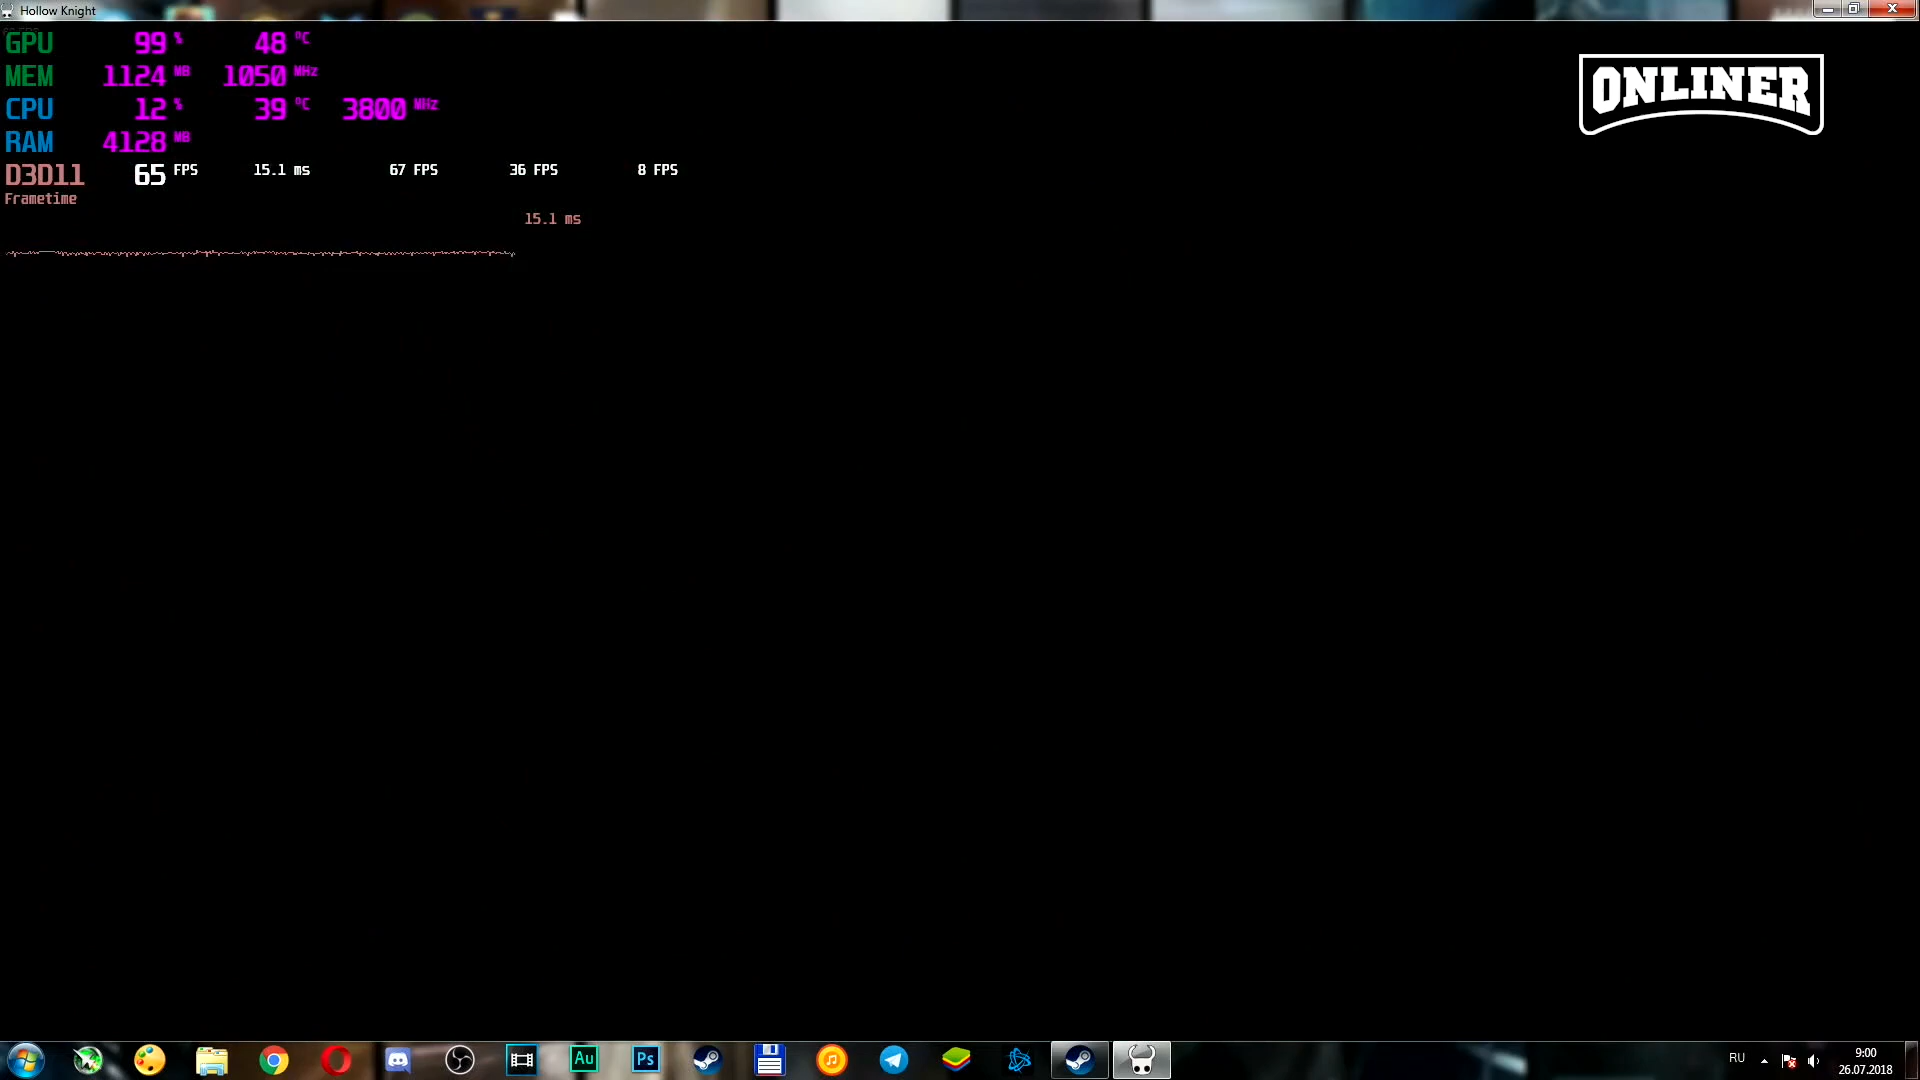 Hollow Knight
GPU 99 % 48 °C
MEM 1124 MB 1050 MHz
CPU 12 % 39 °C 3800 MHz
RAM 4128 MB
D3D11 65 FPS 15.1 ms 67 FPS 36 FPS 8 FPS
Frametime
15.1 ms
ONLINER
Au
Ps
RU
9:00
26.07.2018